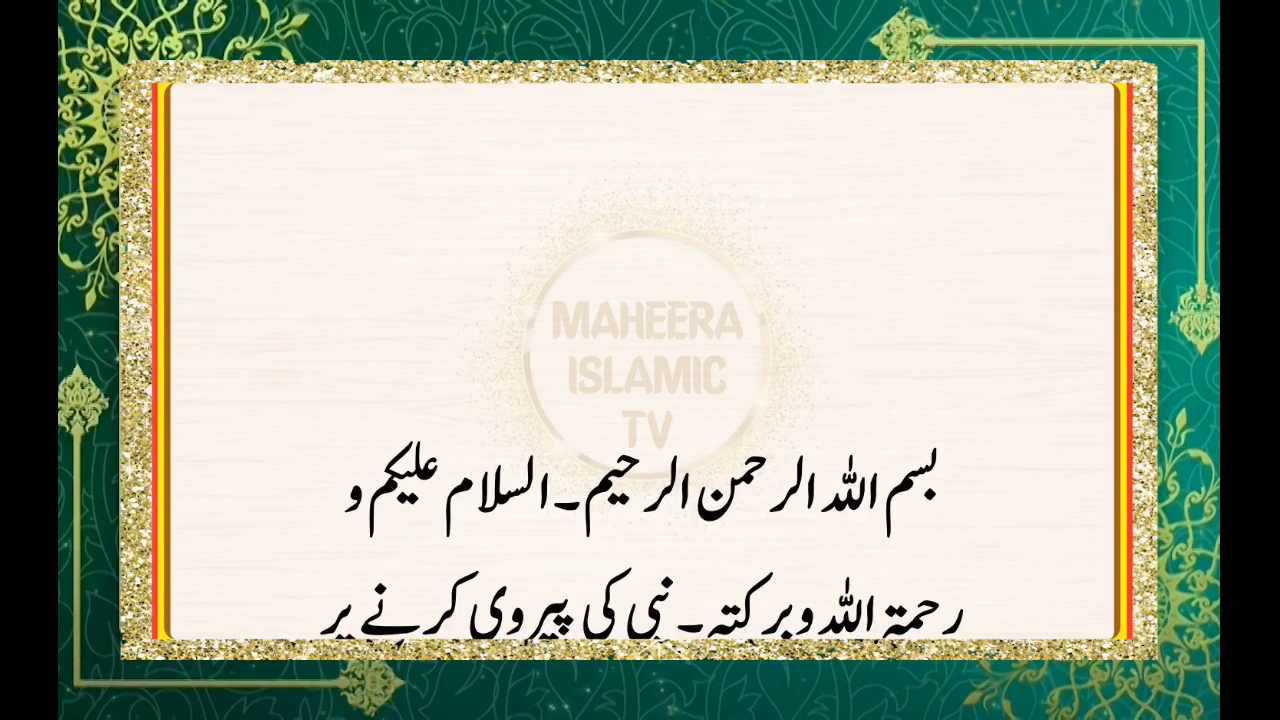 MAHEERA
ISLAMIC
TV
بسم اللہ الرحمن الرحیم۔السلام علیکم و
رحمۃ اللہ وبرکتہ۔ نبی کی پیروی کرنے پر